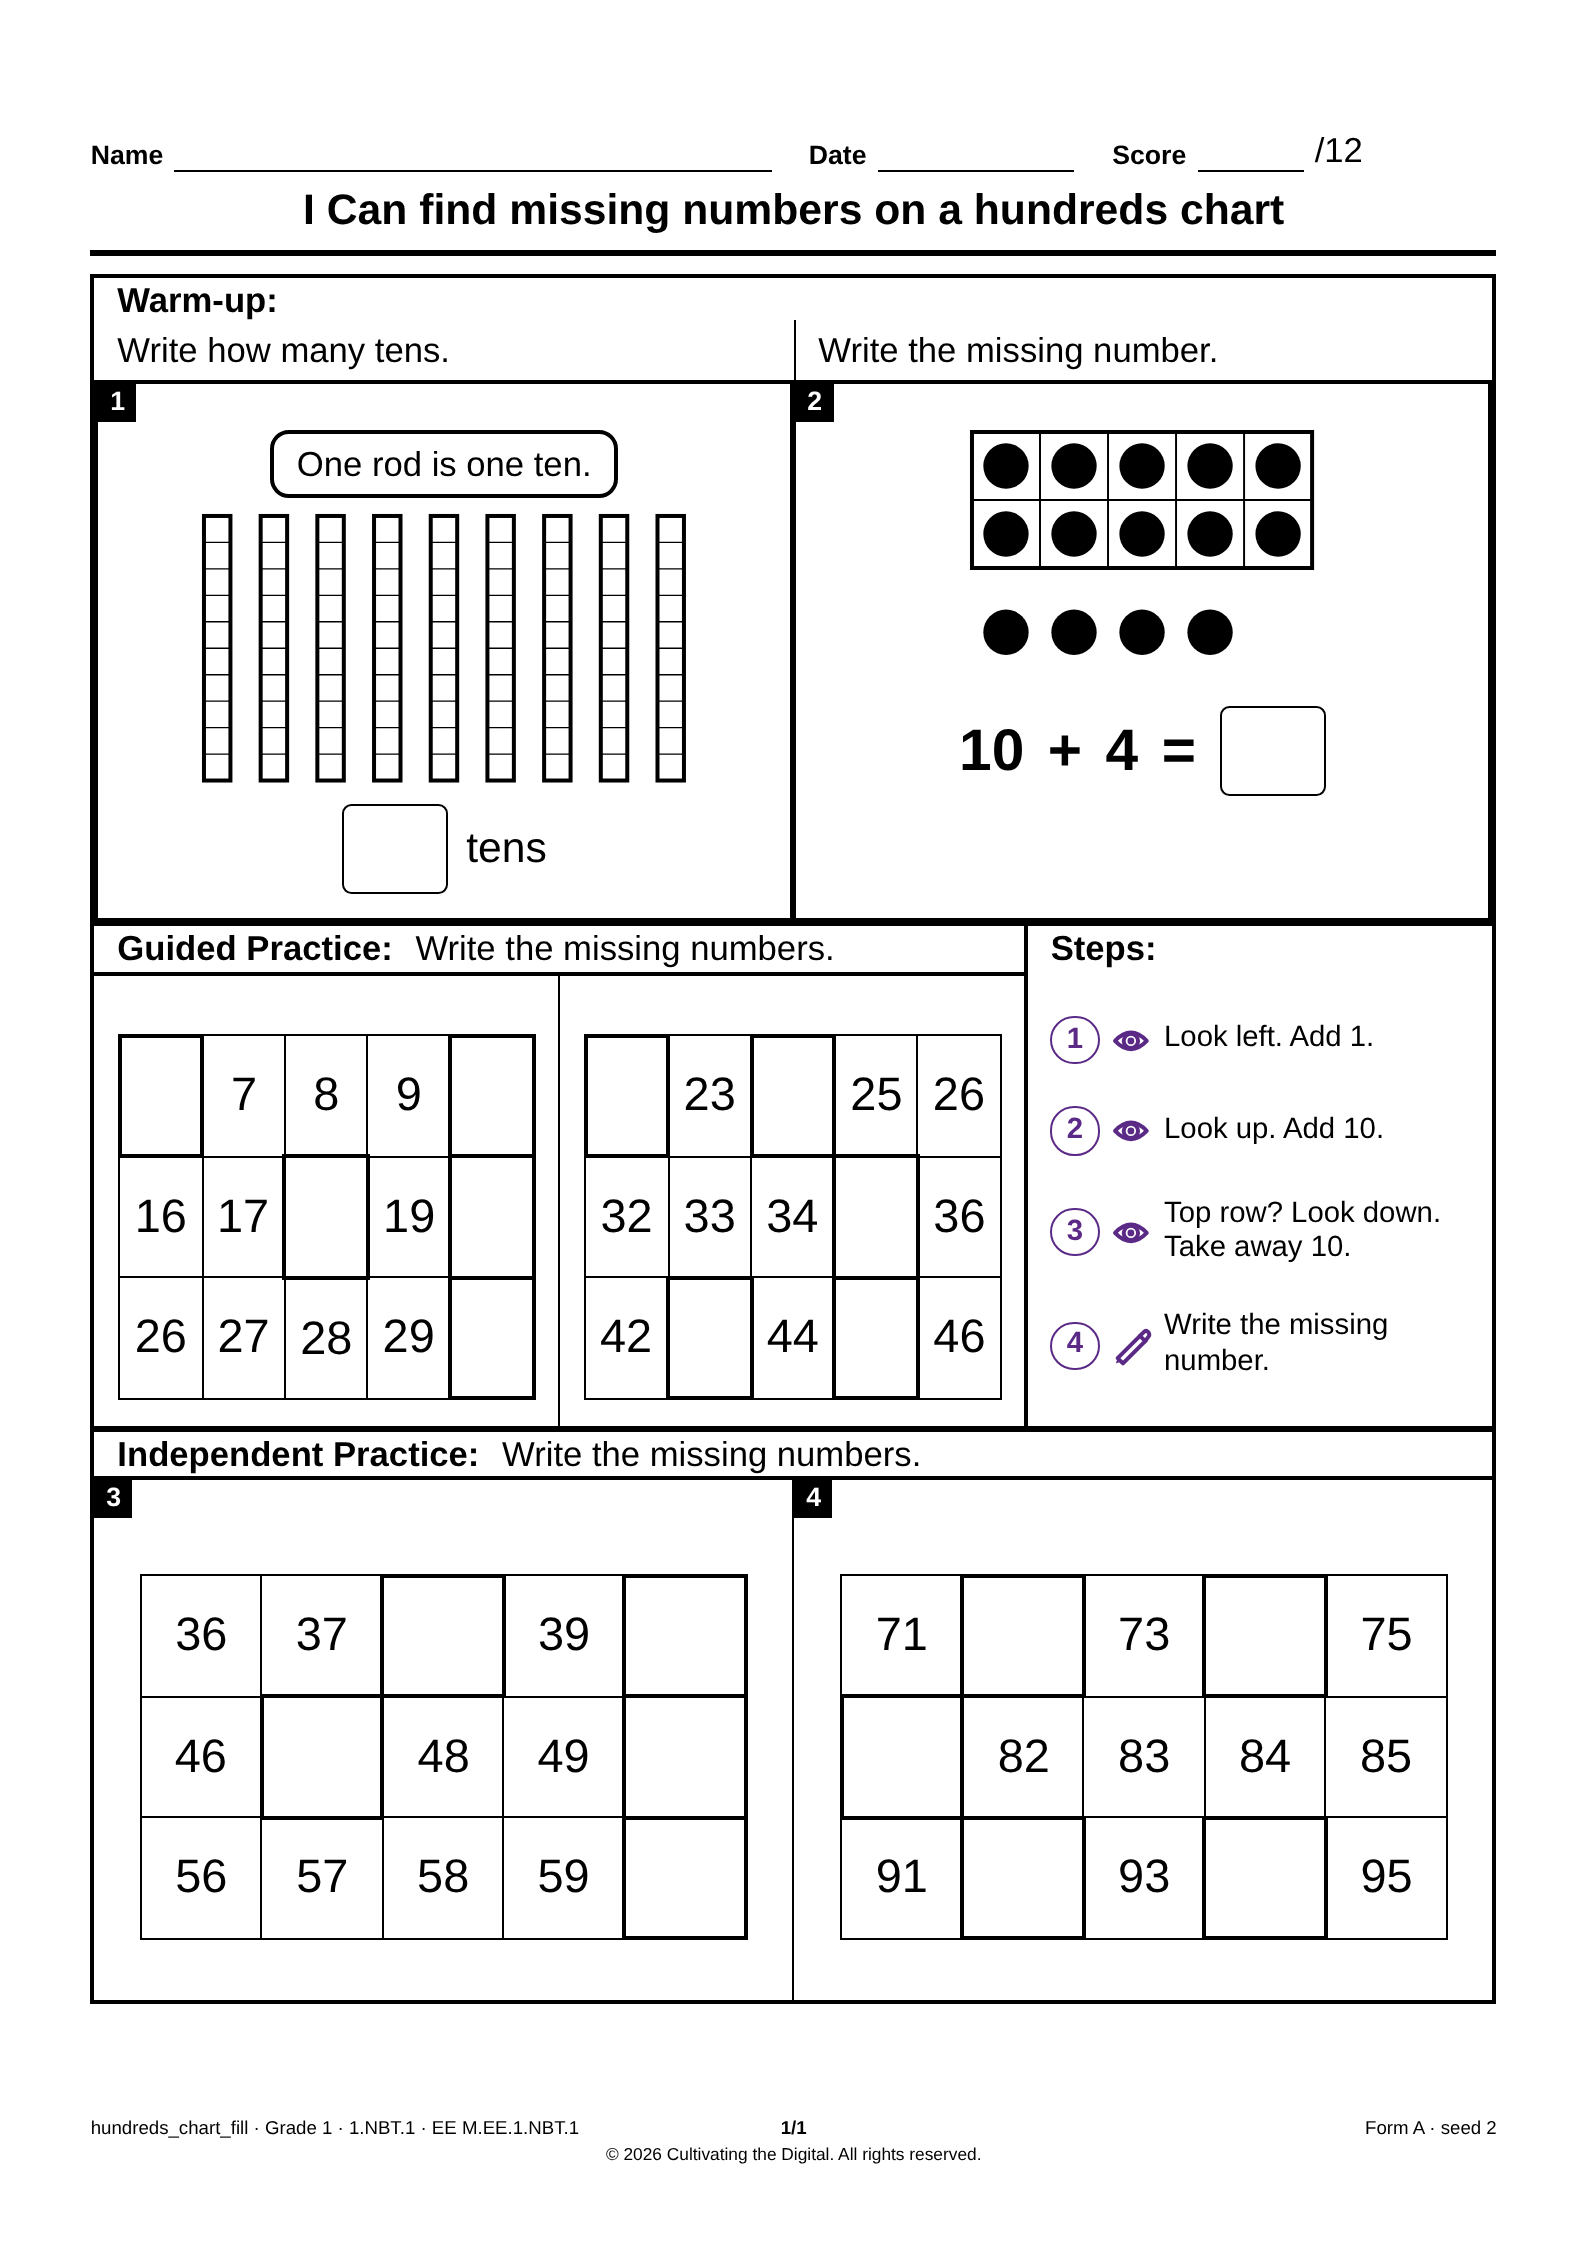 Name Date Score /12
I Can find missing numbers on a hundreds chart
Warm-up:
Write how many tens.
Write the missing number.
1
One rod is one ten.
tens
2
10 + 4 =
Guided Practice: Write the missing numbers.
7 8 9
16 17 19
26 27 28 29
23 25 26
32 33 34 36
42 44 46
Steps:
1 Look left. Add 1.
2 Look up. Add 10.
3 Top row? Look down.
Take away 10.
4 Write the missing
number.
Independent Practice: Write the missing numbers.
3
36 37 39
46 48 49
56 57 58 59
4
71 73 75
82 83 84 85
91 93 95
hundreds_chart_fill · Grade 1 · 1.NBT.1 · EE M.EE.1.NBT.1 1/1 Form A · seed 2
© 2026 Cultivating the Digital. All rights reserved.